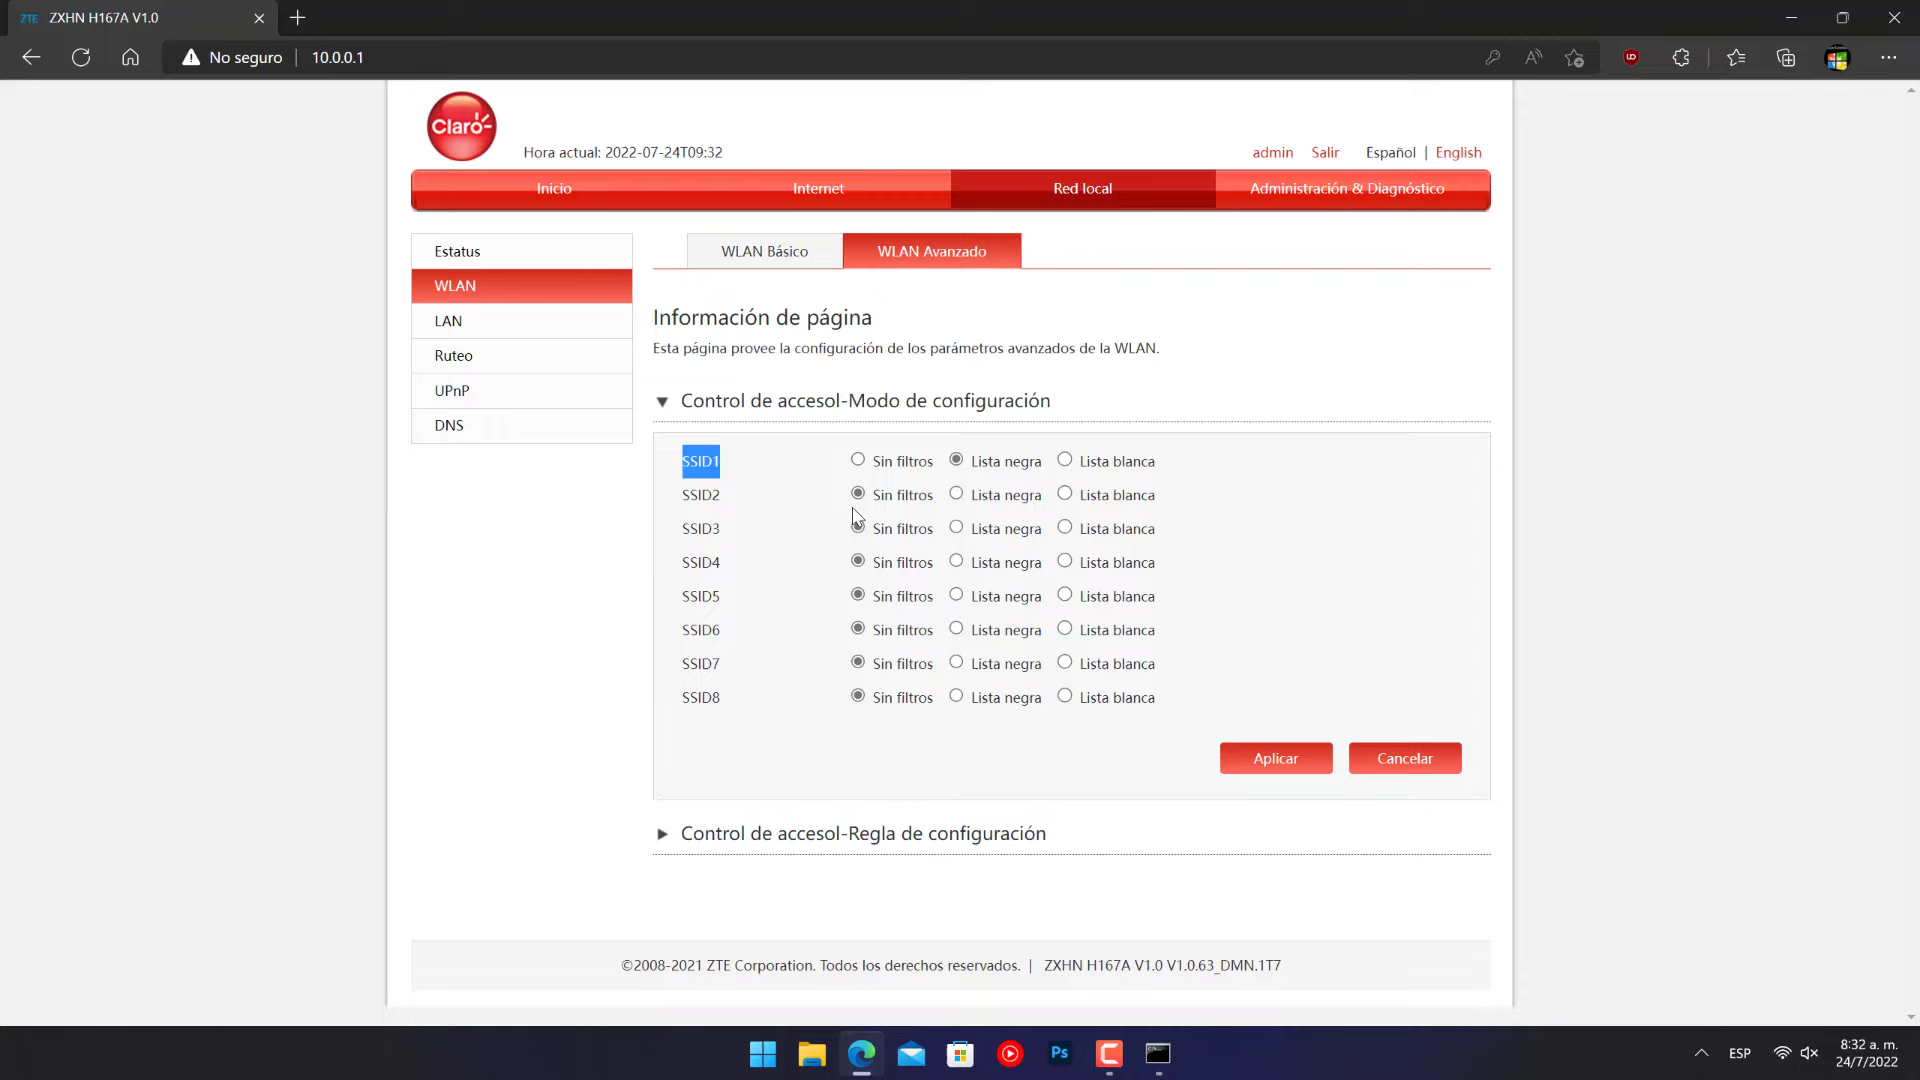 ZTE ZXHN H167A V1.0
No seguro | 10.0.0.1
Claro
Hora actual: 2022-07-24T09:32
admin Salir Español | English
Inicio Internet Red local Administración & Diagnóstico
Estatus
WLAN
LAN
Ruteo
UPnP
DNS
WLAN Básico WLAN Avanzado
Información de página
Esta página provee la configuración de los parámetros avanzados de la WLAN.
Control de accesol-Modo de configuración
SSID1 Sin filtros Lista negra Lista blanca
SSID2 Sin filtros Lista negra Lista blanca
SSID3 Sin filtros Lista negra Lista blanca
SSID4 Sin filtros Lista negra Lista blanca
SSID5 Sin filtros Lista negra Lista blanca
SSID6 Sin filtros Lista negra Lista blanca
SSID7 Sin filtros Lista negra Lista blanca
SSID8 Sin filtros Lista negra Lista blanca
Aplicar Cancelar
Control de accesol-Regla de configuración
©2008-2021 ZTE Corporation. Todos los derechos reservados. | ZXHN H167A V1.0 V1.0.63_DMN.1T7
Ps
ESP
8:32 a. m.
24/7/2022